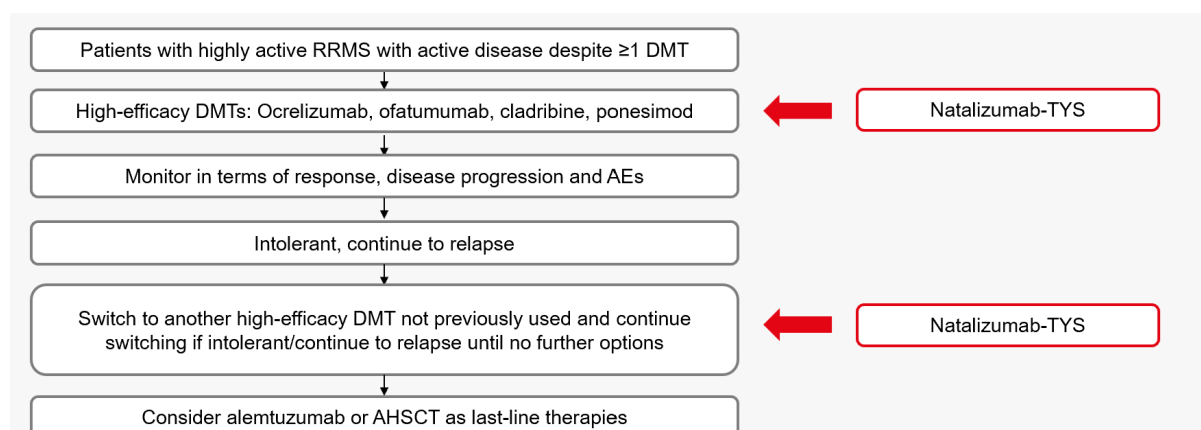 Patients with highly active RRMS with active disease despite ≥1 DMT
High-efficacy DMTs: Ocrelizumab, ofatumumab, cladribine, ponesimod
Natalizumab-TYS
Monitor in terms of response, disease progression and AEs
Intolerant, continue to relapse
Switch to another high-efficacy DMT not previously used and continue
switching if intolerant/continue to relapse until no further options
Natalizumab-TYS
Consider alemtuzumab or AHSCT as last-line therapies